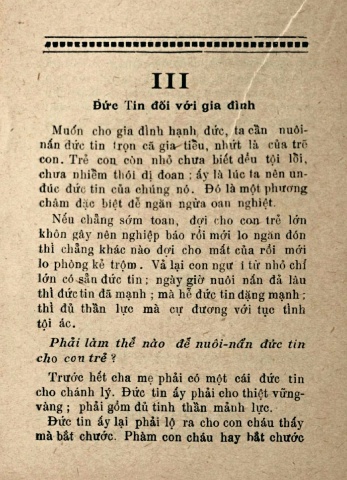 III
Đức Tin đối với gia đình
Muốn cho gia đình hạnh đức, ta cần nuôi-
nấn đức tin trọn cã gia tiểu, nhứt là của trẻ
con. Trẻ con còn nhỏ chưa biết đều tội lỗi,
chưa nhiễm thói dị đoan ; ấy là lúc ta nên un-
đúc đức tin của chúng nó. Đó là một phương
châm đặc biệt để ngăn ngừa oan nghiệt.
Nếu chẳng sớm toan, đợi cho con trẻ lớn
khôn gây nên nghiệp báo rồi mới lo ngăn đón
thì chẳng khác nào đợi cho mất của rồi mới
lo phòng kẻ trộm. Vả lại con ngư i từ nhỏ chí
lớn có sẵn đức tin ; ngày giờ nuôi nấn đả lâu
thì đức tin đã mạnh ; mà hể đức tin đặng mạnh ;
thì đủ thần lực mà cự đương với tục tình
tội ác.
Phải làm thế nào để nuôi-nấn đức tin
cho con trẻ ?
Trước hết cha mẹ phải có một cái đức tin
cho chánh lý. Đức tin ấy phải cho thiệt vững-
vàng ; phải gồm đủ tinh thần mảnh lực.
Đức tin ấy lại phải lộ ra cho con cháu thấy
mà bắt chước. Phàm con cháu hay bắt chước